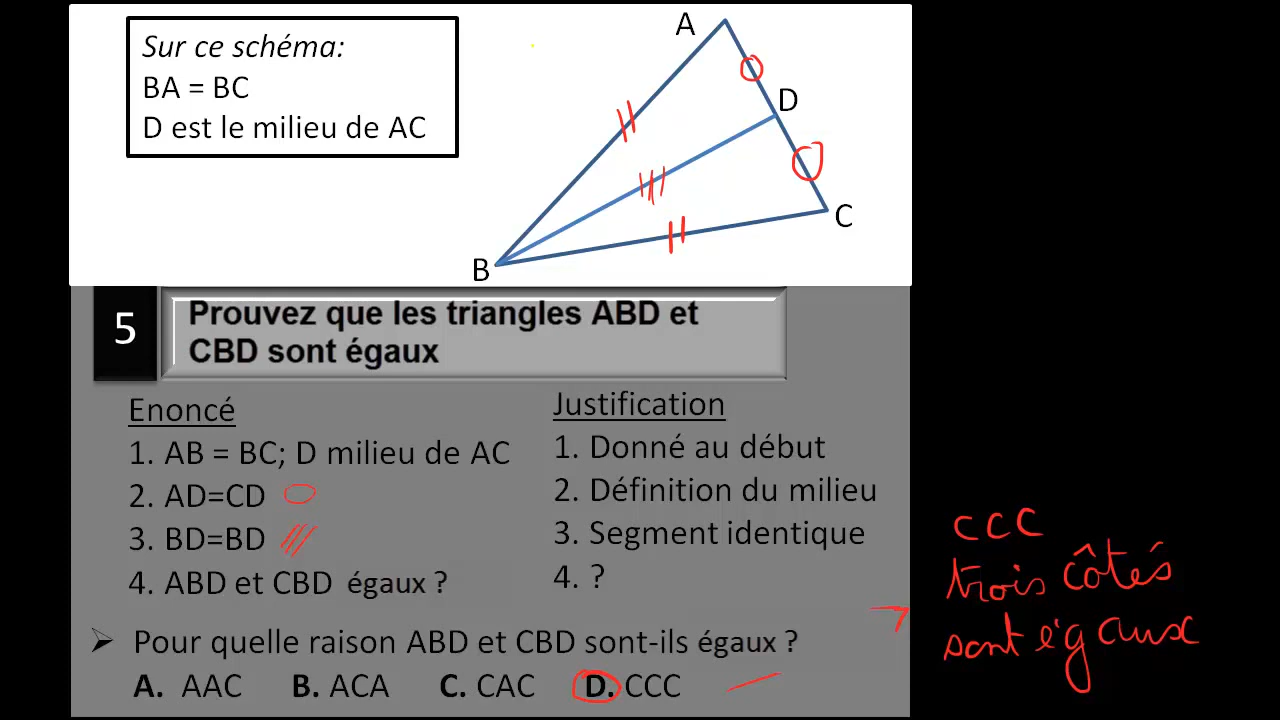 Sur ce schéma:
BA = BC
D est le milieu de AC
A
D
C
B
5
Prouvez que les triangles ABD et
CBD sont égaux
Enoncé
1. AB = BC; D milieu de AC
2. AD=CD
3. BD=BD
4. ABD et CBD égaux ?
Justification
1. Donné au début
2. Définition du milieu
3. Segment identique
4. ?
➢ Pour quelle raison ABD et CBD sont-ils égaux ?
A. AAC B. ACA C. CAC D. CCC
CCC
trois côtés
sont égaux